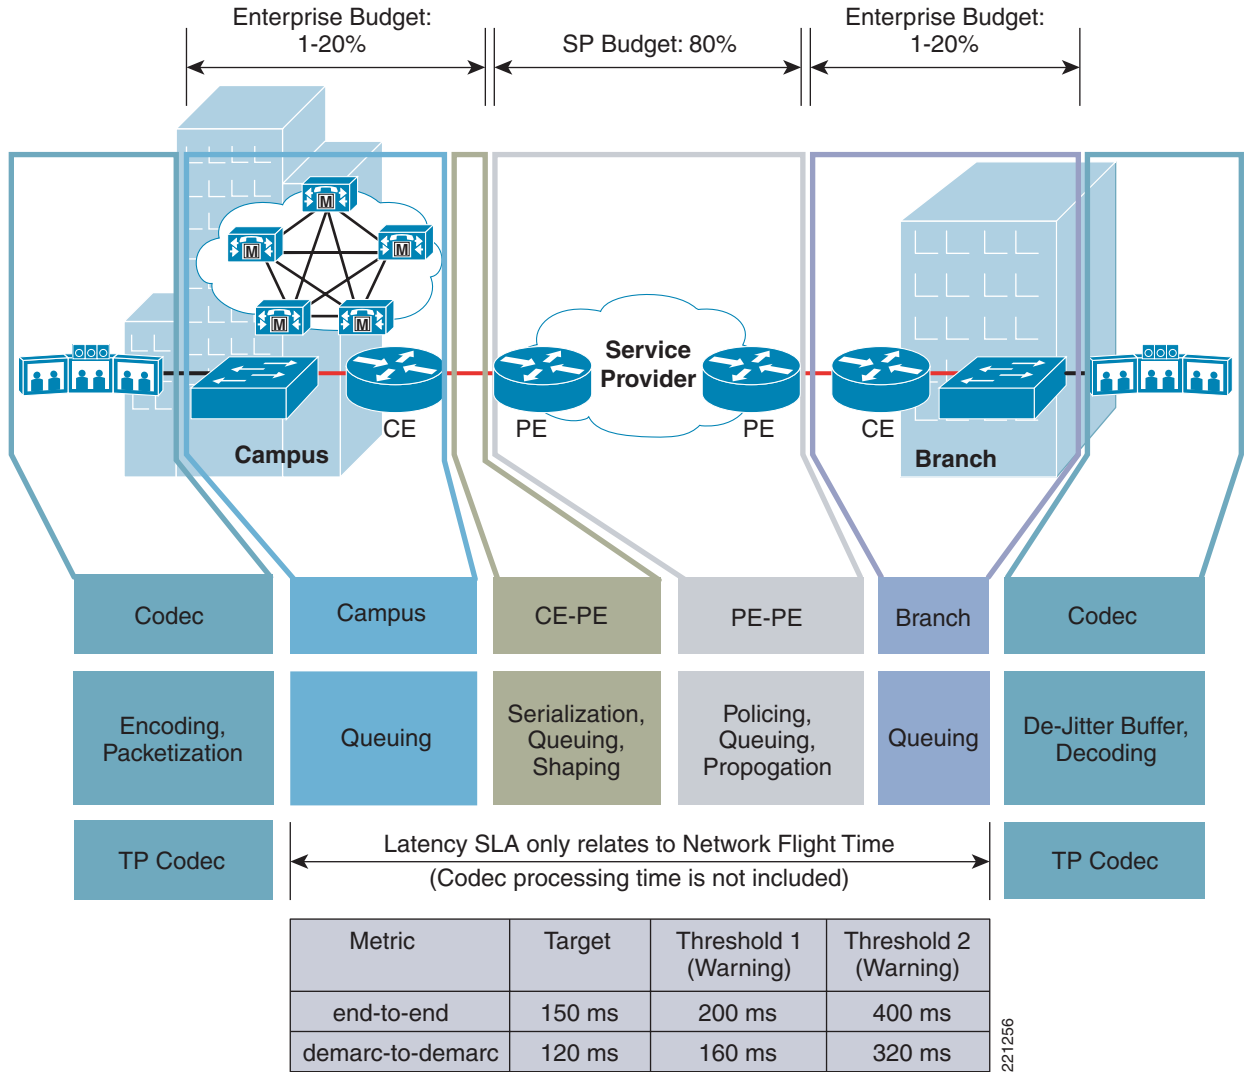 Enterprise Budget:
1-20%
SP Budget: 80%
Enterprise Budget:
1-20%
M
M
M
M
M
Service
Provider
CE
PE
PE
CE
Campus
Branch
Codec
Campus
CE-PE
PE-PE
Branch
Codec
Encoding,
Packetization
Queuing
Serialization,
Queuing,
Shaping
Policing,
Queuing,
Propogation
Queuing
De-Jitter Buffer,
Decoding
TP Codec
Latency SLA only relates to Network Flight Time
(Codec processing time is not included)
TP Codec
Metric
Target
Threshold 1
(Warning)
Threshold 2
(Warning)
end-to-end
150 ms
200 ms
400 ms
demarc-to-demarc
120 ms
160 ms
320 ms
221256